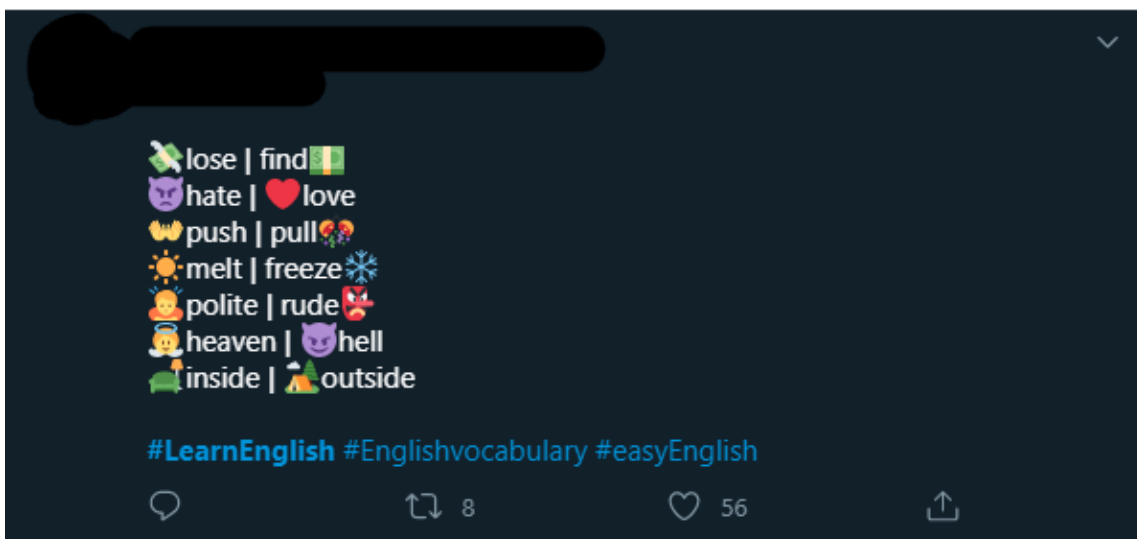 💸lose | find💵
👿hate | ❤️love
👐push | pull🎊
☀️melt | freeze❄️
🙇polite | rude👺
👼heaven | 😈hell
🛋️inside | 🏕️outside
#LearnEnglish #Englishvocabulary #easyEnglish
8 56